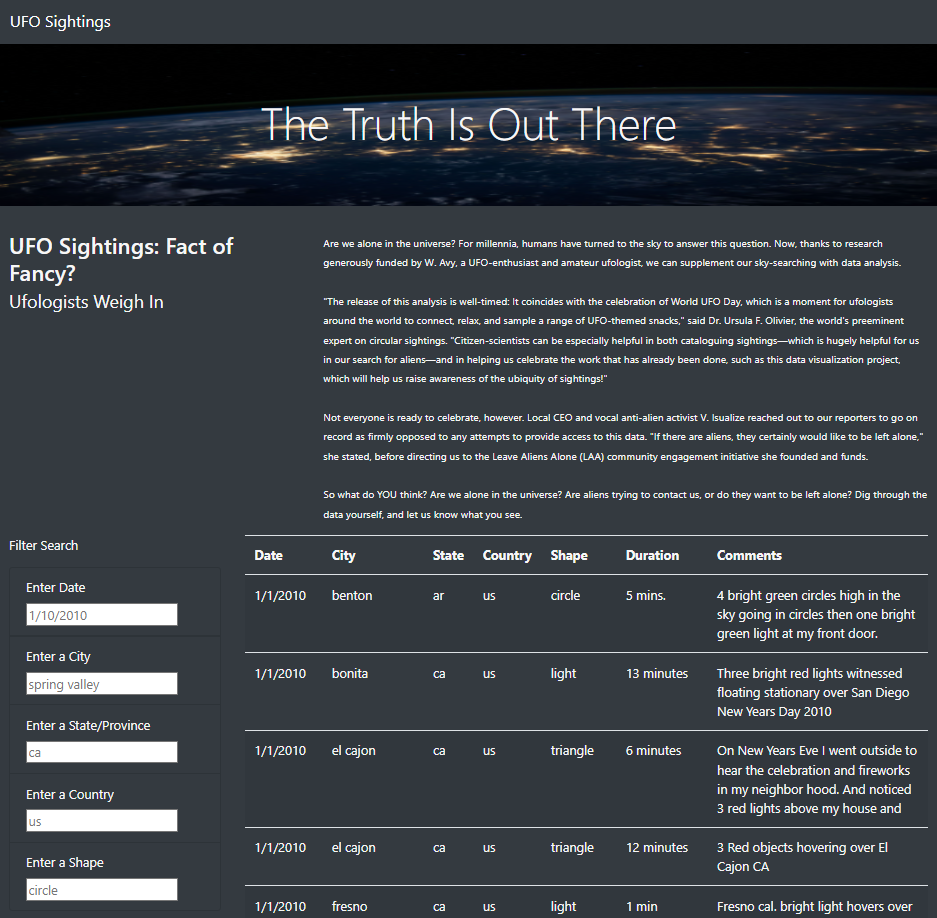 UFO Sightings
The Truth Is Out There
UFO Sightings: Fact of
Fancy?
Ufologists Weigh In
Are we alone in the universe? For millennia, humans have turned to the sky to answer this question. Now, thanks to research
generously funded by W. Avy, a UFO-enthusiast and amateur ufologist, we can supplement our sky-searching with data analysis.
"The release of this analysis is well-timed: It coincides with the celebration of World UFO Day, which is a moment for ufologists
around the world to connect, relax, and sample a range of UFO-themed snacks," said Dr. Ursula F. Olivier, the world's preeminent
expert on circular sightings. "Citizen-scientists can be especially helpful in both cataloguing sightings—which is hugely helpful for us
in our search for aliens—and in helping us celebrate the work that has already been done, such as this data visualization project,
which will help us raise awareness of the ubiquity of sightings!"
Not everyone is ready to celebrate, however. Local CEO and vocal anti-alien activist V. Isualize reached out to our reporters to go on
record as firmly opposed to any attempts to provide access to this data. "If there are aliens, they certainly would like to be left alone,"
she stated, before directing us to the Leave Aliens Alone (LAA) community engagement initiative she founded and funds.
So what do YOU think? Are we alone in the universe? Are aliens trying to contact us, or do they want to be left alone? Dig through the
data yourself, and let us know what you see.
Filter Search
Enter Date
1/10/2010
Enter a City
spring valley
Enter a State/Province
ca
Enter a Country
us
Enter a Shape
circle
Date City State Country Shape Duration Comments
1/1/2010 benton ar us circle 5 mins. 4 bright green circles high in the
sky going in circles then one bright
green light at my front door.
1/1/2010 bonita ca us light 13 minutes Three bright red lights witnessed
floating stationary over San Diego
New Years Day 2010
1/1/2010 el cajon ca us triangle 6 minutes On New Years Eve I went outside to
hear the celebration and fireworks
in my neighbor hood. And noticed
3 red lights above my house and
1/1/2010 el cajon ca us triangle 12 minutes 3 Red objects hovering over El
Cajon CA
1/1/2010 fresno ca us light 1 min Fresno cal. bright light hovers over